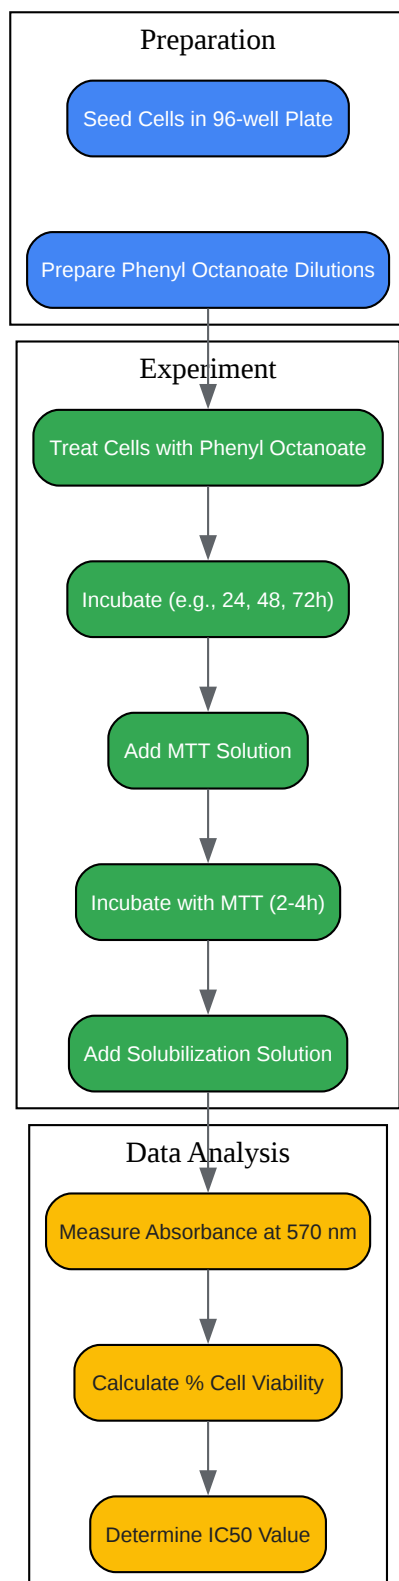 Preparation
Seed Cells in 96-well Plate
Prepare Phenyl Octanoate Dilutions
Experiment
Treat Cells with Phenyl Octanoate
Incubate (e.g., 24, 48, 72h)
Add MTT Solution
Incubate with MTT (2-4h)
Add Solubilization Solution
Data Analysis
Measure Absorbance at 570 nm
Calculate % Cell Viability
Determine IC50 Value